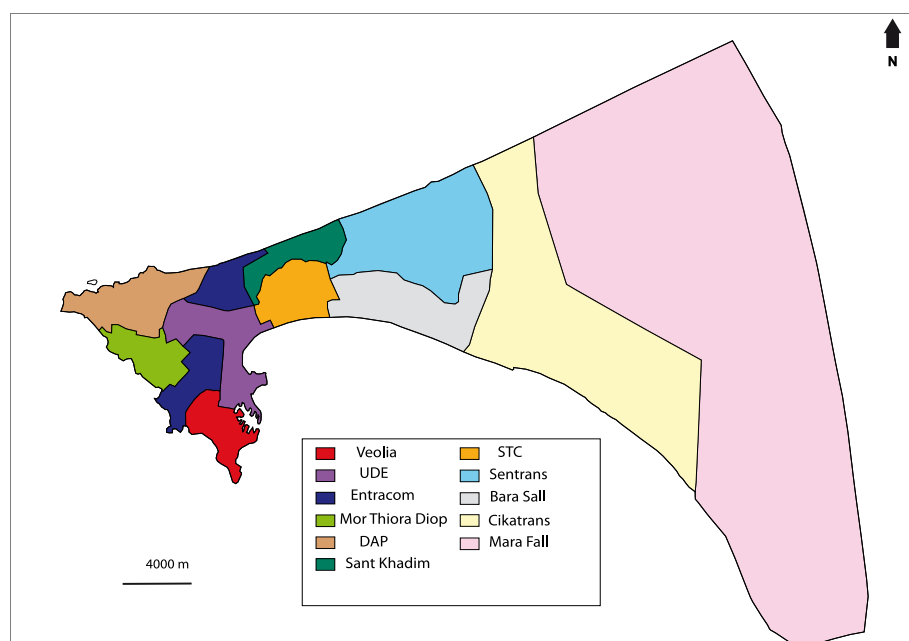 N
Veolia
UDE
Entracom
Mor Thiora Diop
DAP
Sant Khadim
STC
Sentrans
Bara Sall
Cikatrans
Mara Fall
4000 m